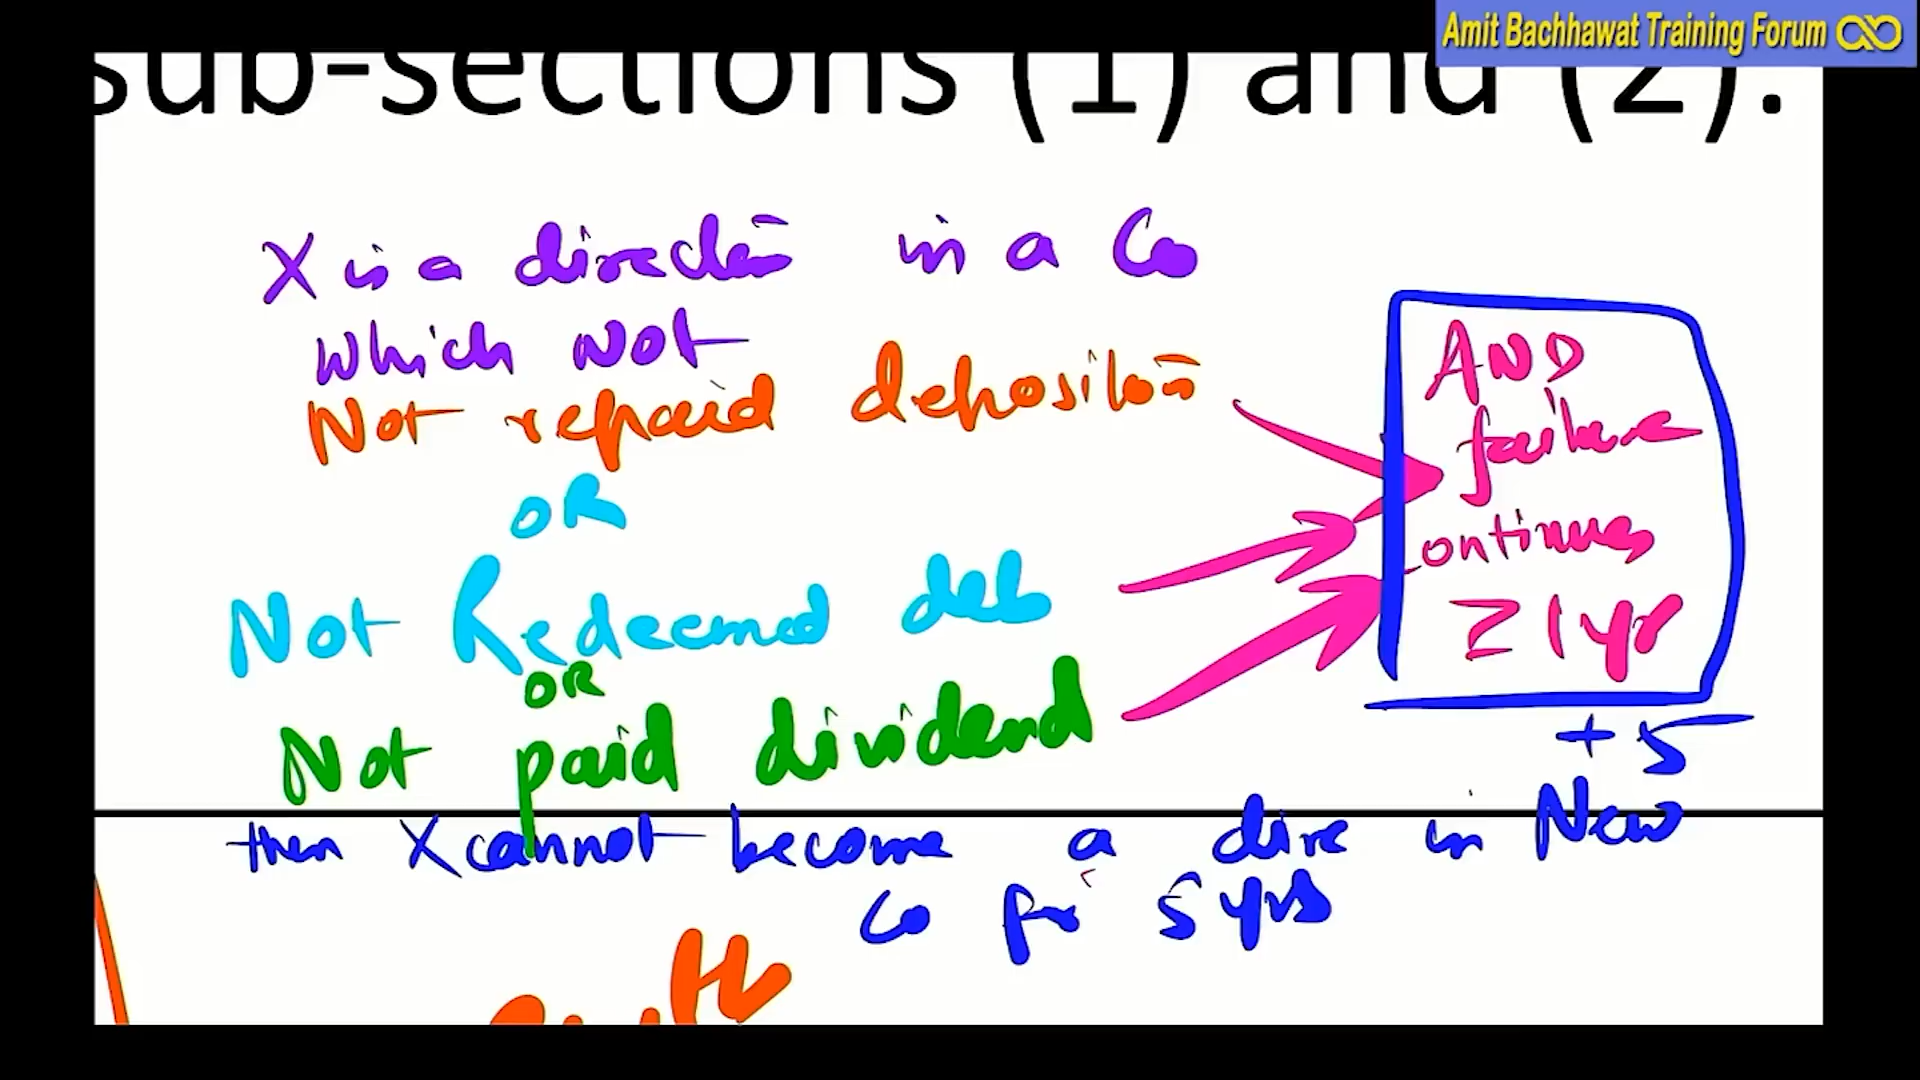 Amit Bachhawat Training Forum
sub-sections (1) and (2).
X is a director in a Co
which not
Not repaid depositors
OR
Not Redeemed deb
OR
Not paid dividend
AND
failure
continues
≥ 1 yr
+ 5
then X cannot become a dire in New
Co for 5 yrs